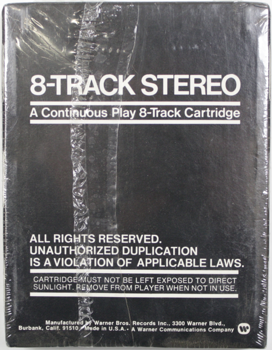 8-TRACK STEREO
A Continuous Play 8-Track Cartridge
ALL RIGHTS RESERVED.
UNAUTHORIZED DUPLICATION
IS A VIOLATION OF APPLICABLE LAWS.
CARTRIDGE MUST NOT BE LEFT EXPOSED TO DIRECT
SUNLIGHT. REMOVE FROM PLAYER WHEN NOT IN USE.
Manufactured by Warner Bros. Records Inc., 3300 Warner Blvd.,
Burbank, Calif. 91510 • Made in U.S.A. • A Warner Communications Company